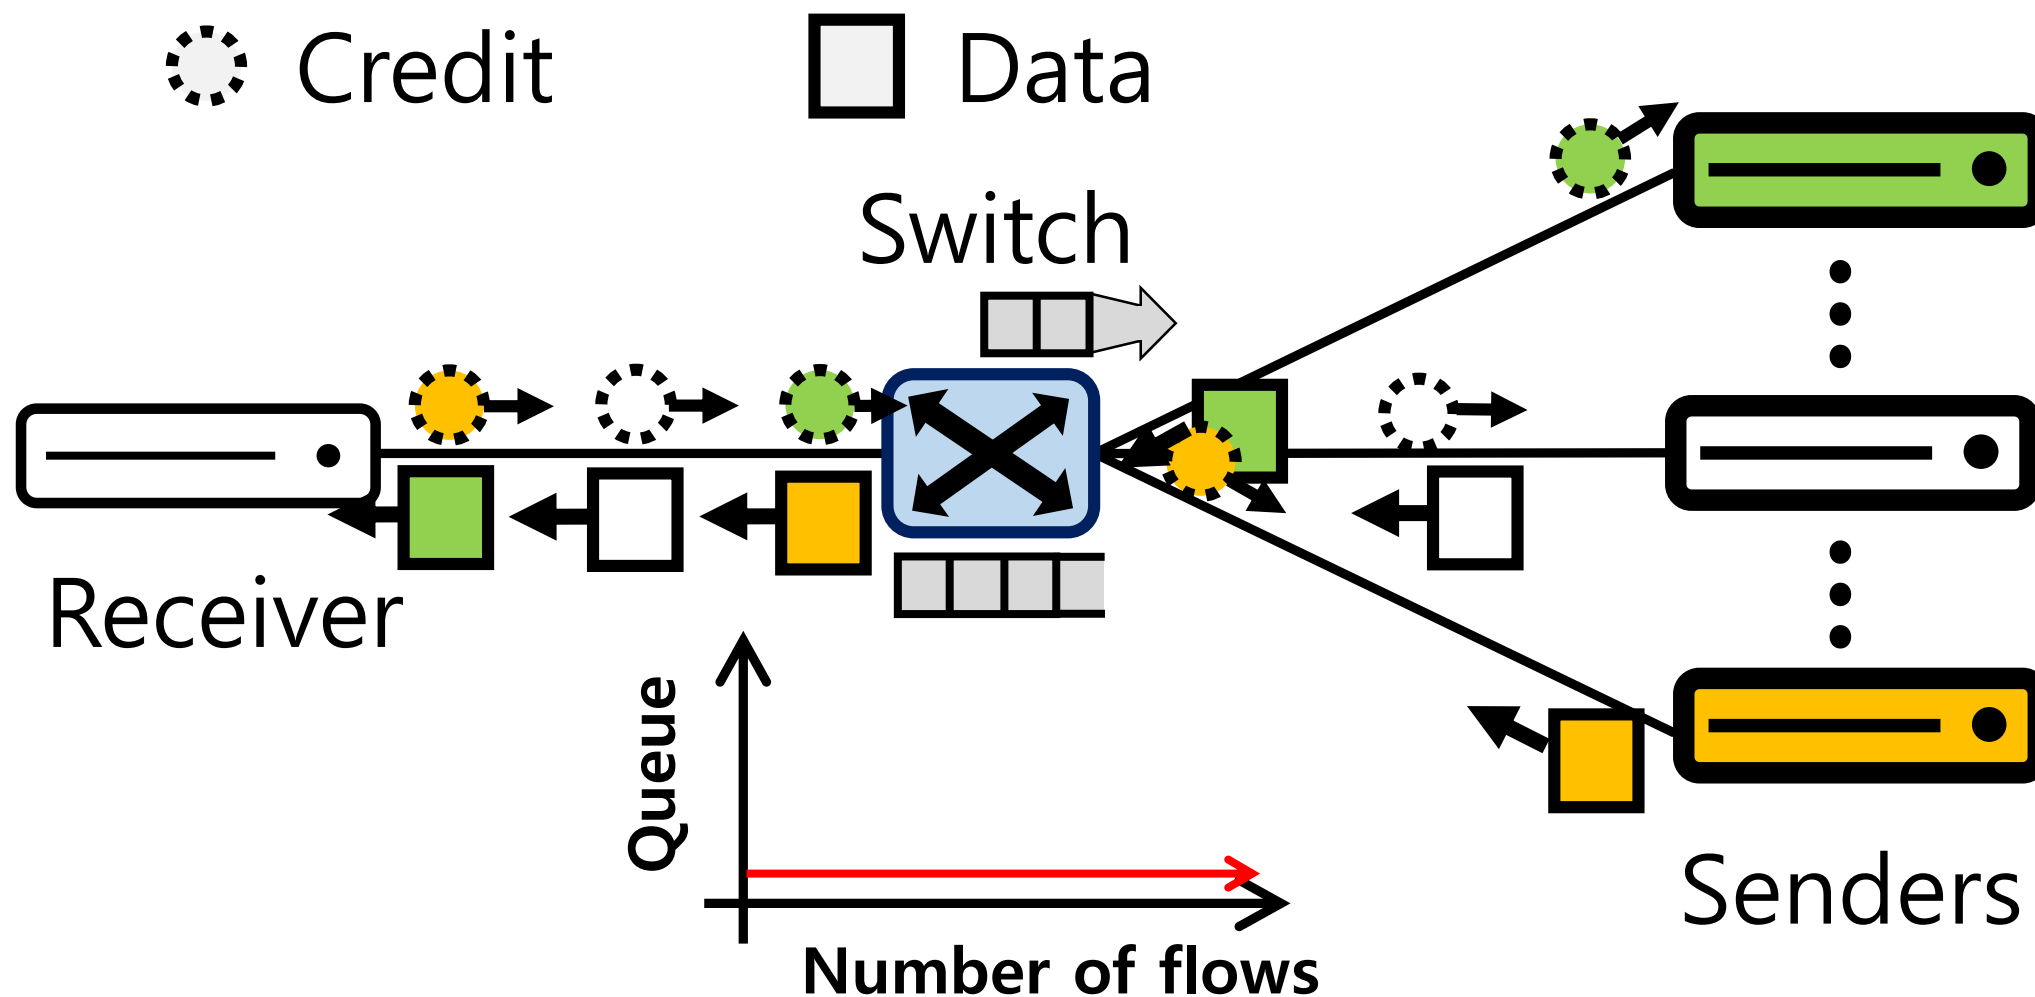 Credit
Data
Switch
Receiver
Queue
Number of flows
Senders